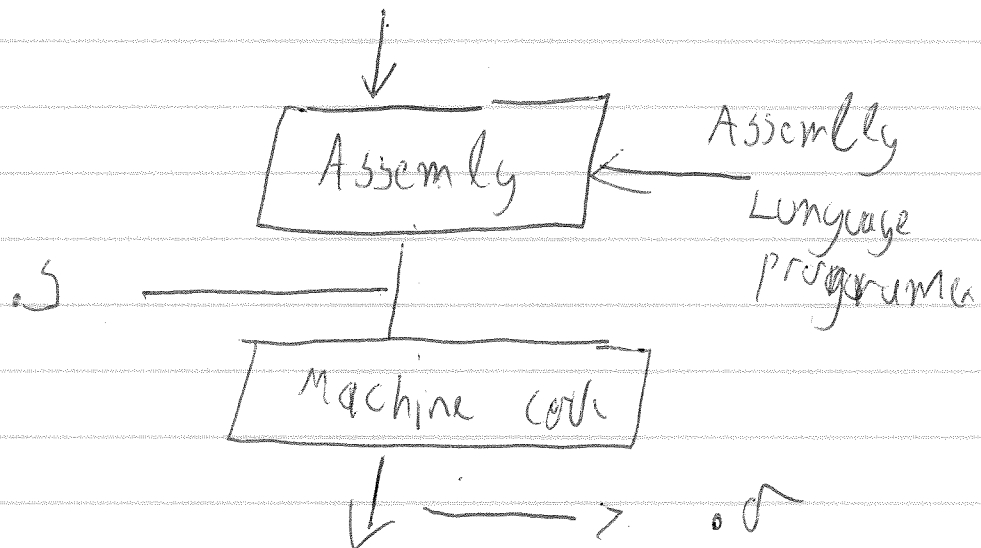 Assembly
Assembly
Language
programmer
.S
Machine code
.o